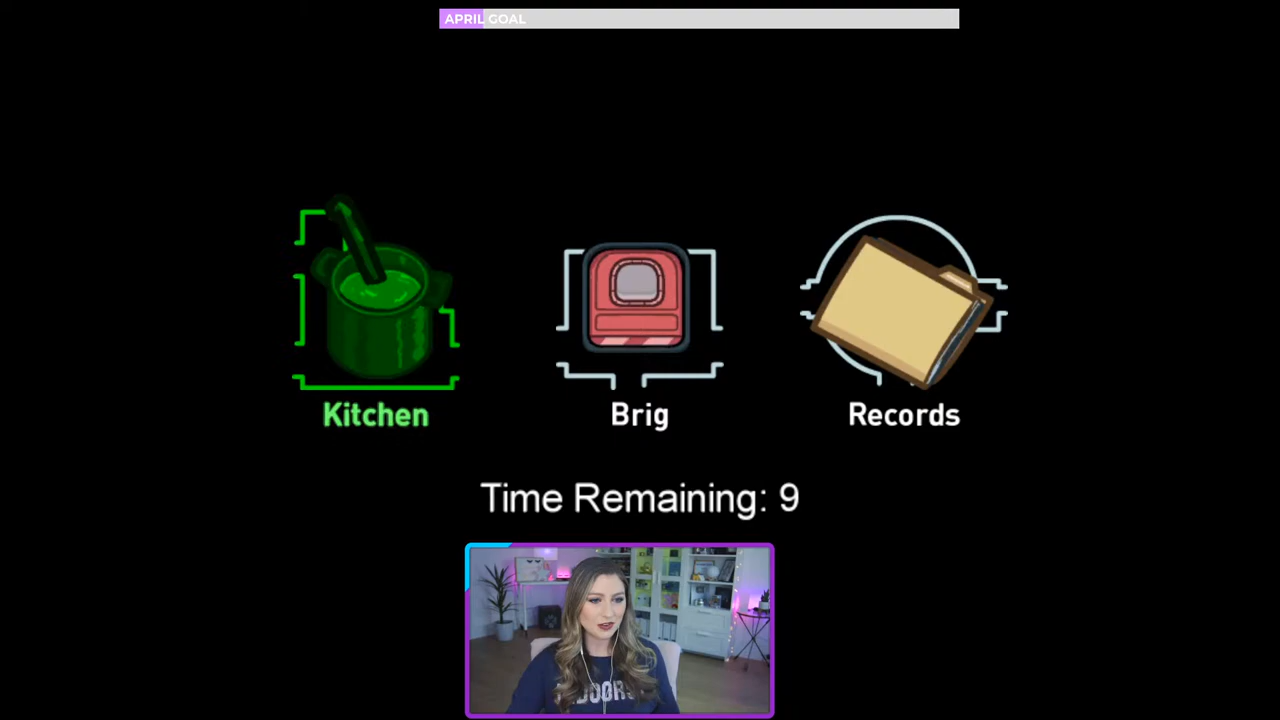 APRIL GOAL
Kitchen
Brig
Records
Time Remaining: 9